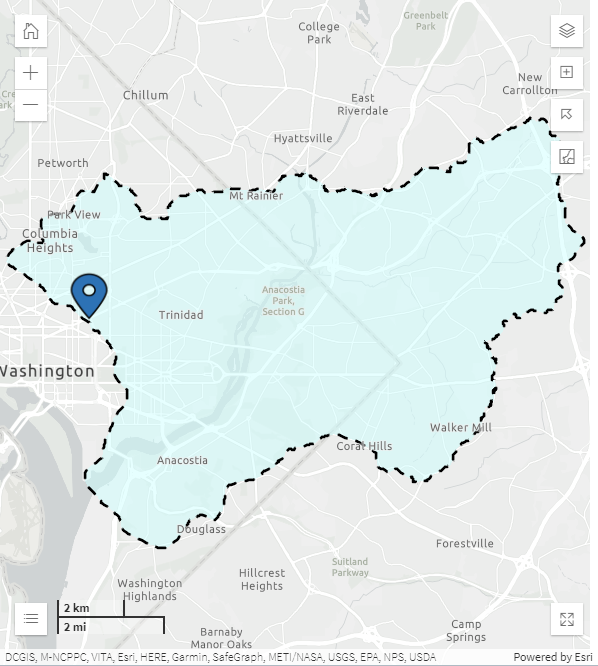 College
Park
Greenbelt
Park
New
Carrollton
Chillum
East
Riverdale
Hyattsville
Petworth
Mt Rainier
Park View
Columbia
Heights
Anacostia
Park,
Section G
Trinidad
Washington
Walker Mill
Coral Hills
Anacostia
Douglass
Forestville
Suitland
Parkway
Hillcrest
Heights
Washington
Highlands
2 km
2 mi
Camp
Springs
Barnaby
Manor Oaks
DCGIS, M-NCPPC, VITA, Esri, HERE, Garmin, SafeGraph, METI/NASA, USGS, EPA, NPS, USDA
Powered by Esri